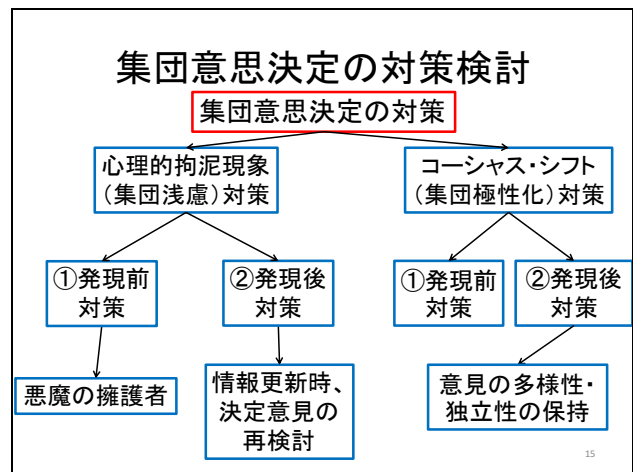 集団意思決定の対策検討
集団意思決定の対策
心理的拘泥現象
（集団浅慮）対策
コーシャス・シフト
（集団極性化）対策
①発現前
対策
②発現後
対策
①発現前
対策
②発現後
対策
悪魔の擁護者
情報更新時、
決定意見の
再検討
意見の多様性・
独立性の保持
15